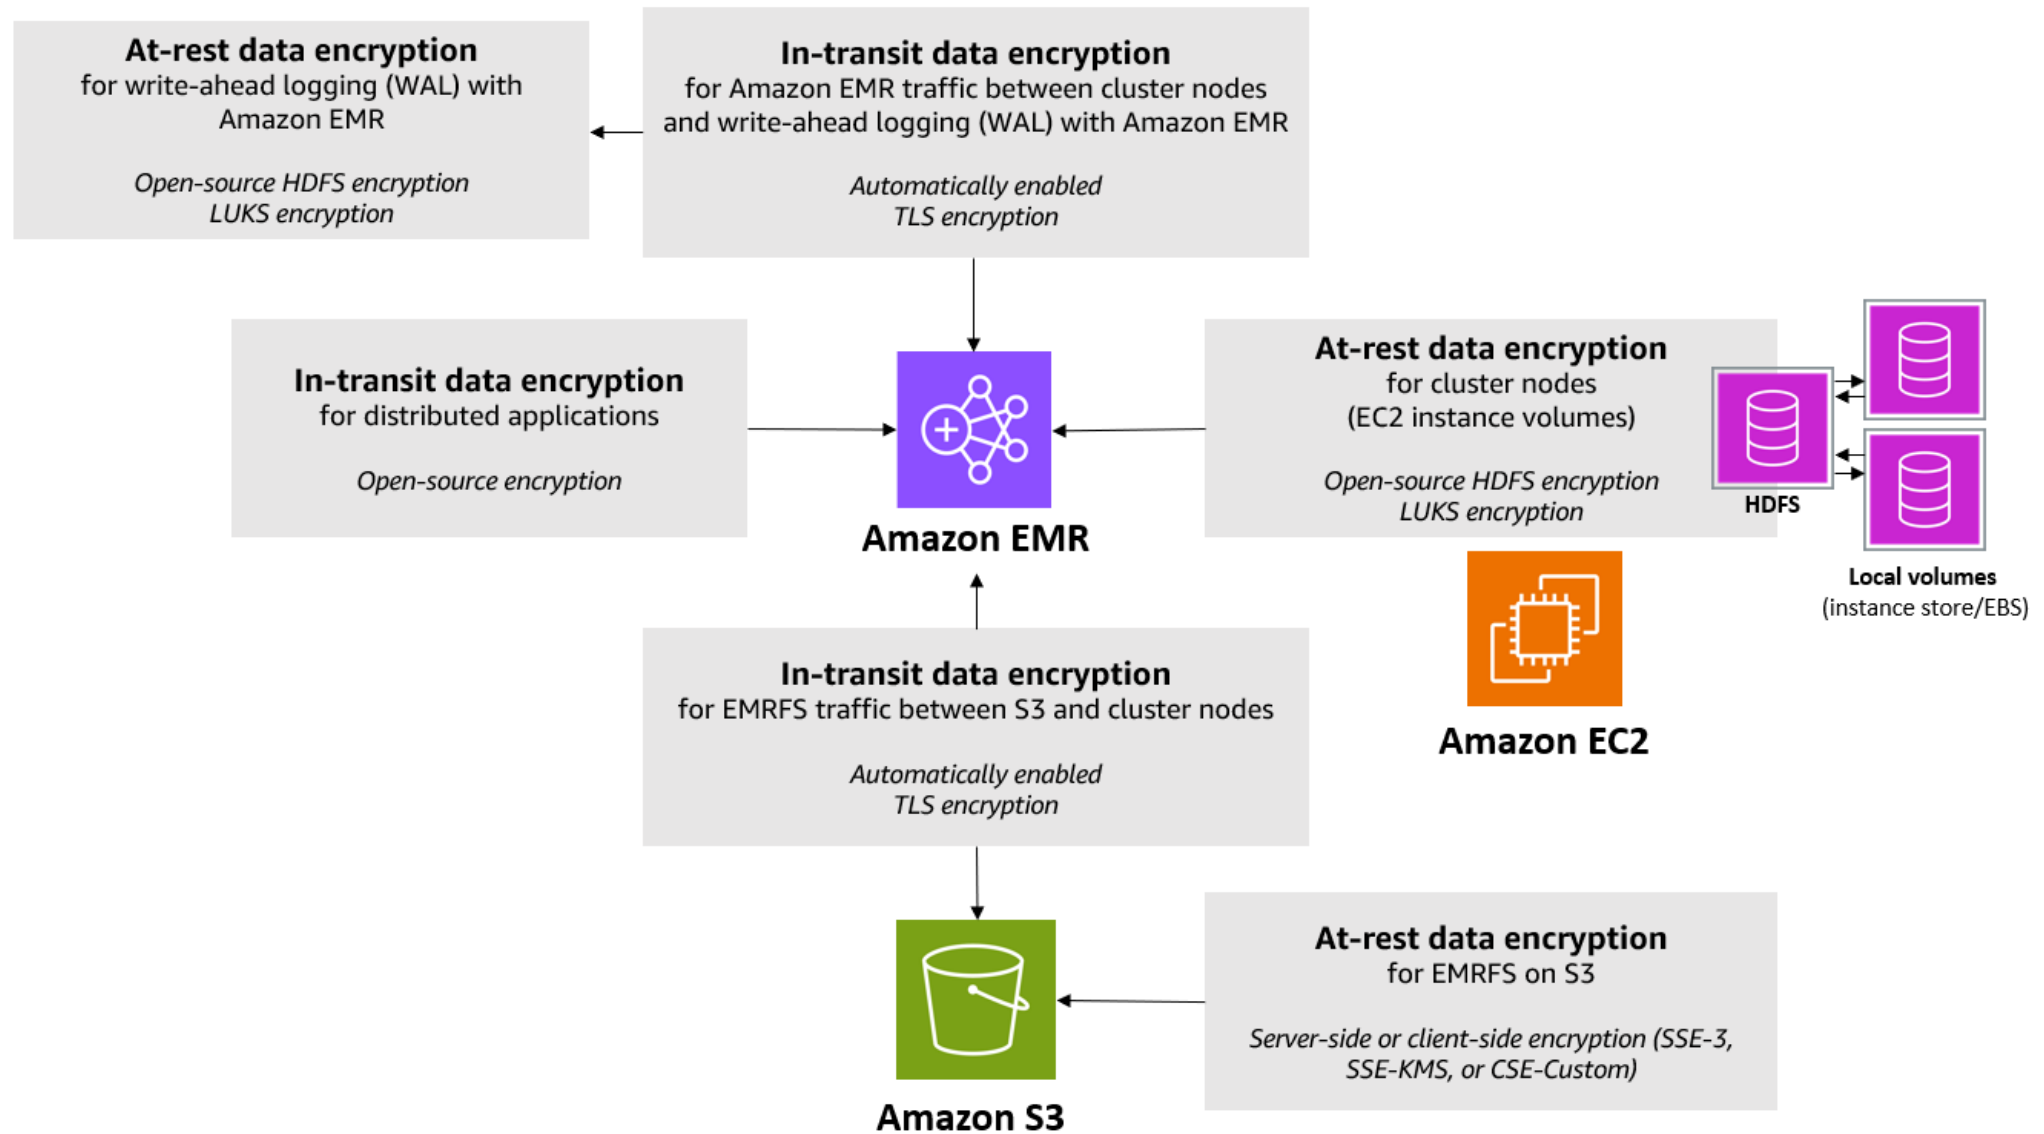 At-rest data encryption
for write-ahead logging (WAL) with
Amazon EMR
Open-source HDFS encryption
LUKS encryption
In-transit data encryption
for Amazon EMR traffic between cluster nodes
and write-ahead logging (WAL) with Amazon EMR
Automatically enabled
TLS encryption
In-transit data encryption
for distributed applications
Open-source encryption
Amazon EMR
At-rest data encryption
for cluster nodes
(EC2 instance volumes)
Open-source HDFS encryption
LUKS encryption
HDFS
Local volumes
(instance store/EBS)
Amazon EC2
In-transit data encryption
for EMRFS traffic between S3 and cluster nodes
Automatically enabled
TLS encryption
Amazon S3
At-rest data encryption
for EMRFS on S3
Server-side or client-side encryption (SSE-3,
SSE-KMS, or CSE-Custom)